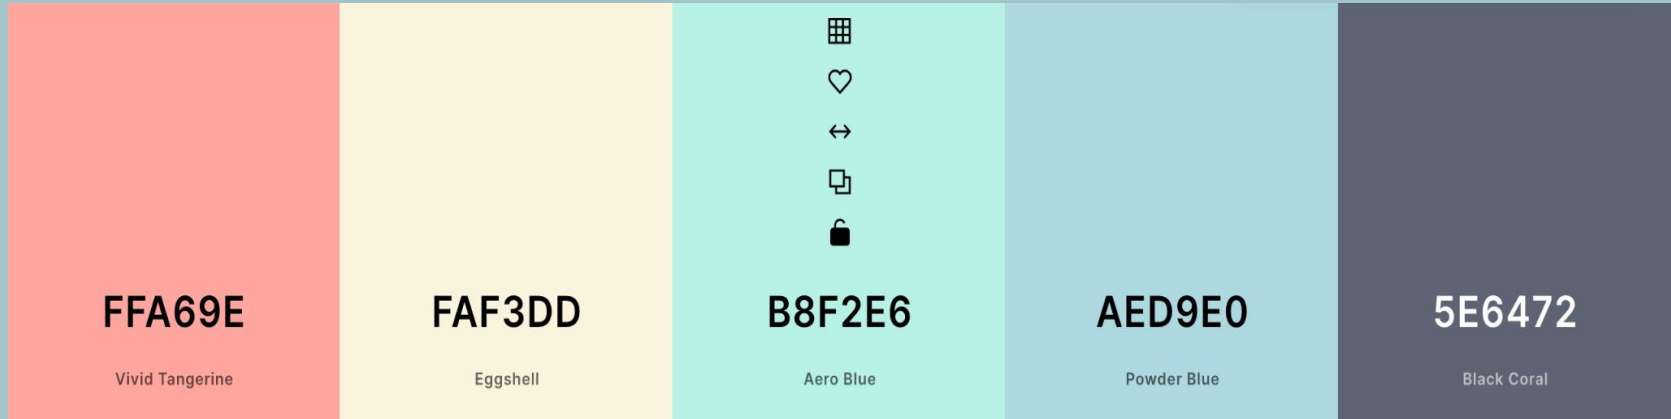 FFA69E FAF3DD B8F2E6 AED9E0 5E6472
Vivid Tangerine Eggshell Aero Blue Powder Blue Black Coral